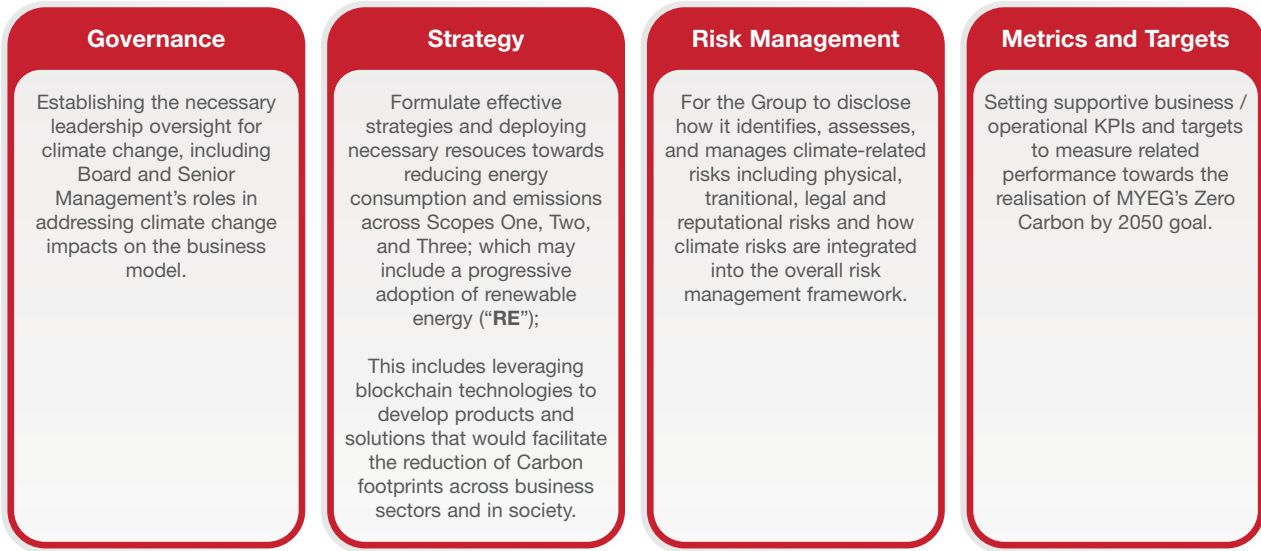 Governance
Establishing the necessary
leadership oversight for
climate change, including
Board and Senior
Management's roles in
addressing climate change
impacts on the business
model.
Strategy
Formulate effective
strategies and deploying
necessary resouces towards
reducing energy
consumption and emissions
across Scopes One, Two,
and Three; which may
include a progressive
adoption of renewable
energy (“RE”);
This includes leveraging
blockchain technologies to
develop products and
solutions that would facilitate
the reduction of Carbon
footprints across business
sectors and in society.
Risk Management
For the Group to disclose
how it identifies, assesses,
and manages climate-related
risks including physical,
tranitional, legal and
reputational risks and how
climate risks are integrated
into the overall risk
management framework.
Metrics and Targets
Setting supportive business /
operational KPIs and targets
to measure related
performance towards the
realisation of MYEG's Zero
Carbon by 2050 goal.